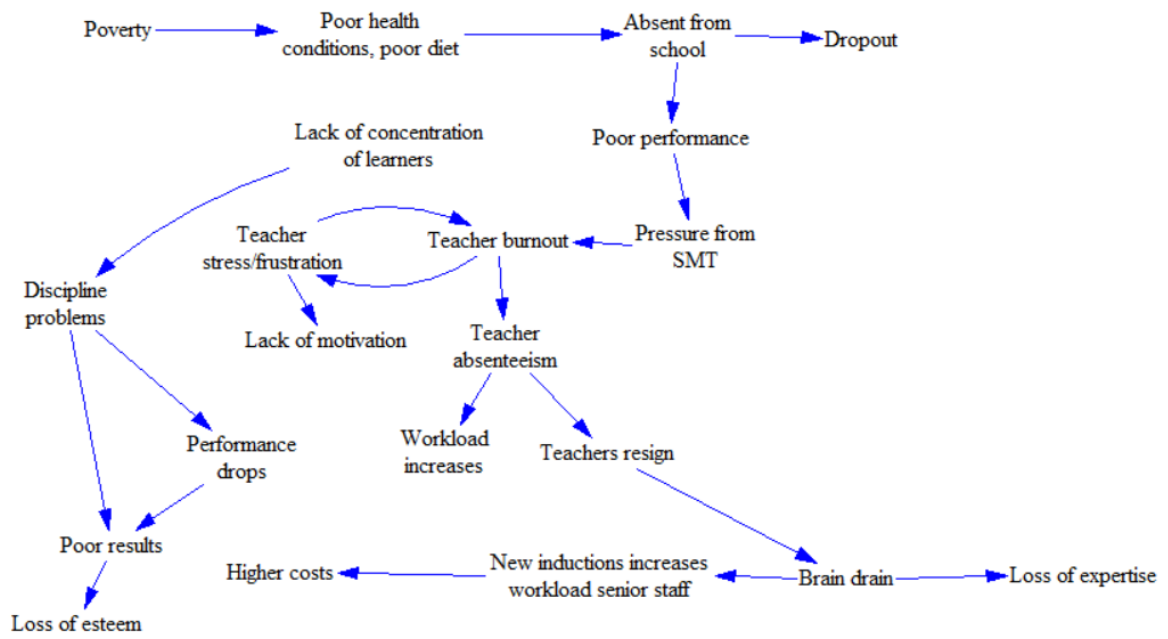 Poverty
Poor health
conditions, poor diet
Absent from
school
Dropout
Poor performance
Lack of concentration
of learners
Teacher
stress/frustration
Teacher burnout
Pressure from
SMT
Discipline
problems
Lack of motivation
Teacher
absenteeism
Performance
drops
Workload
increases
Teachers resign
Poor results
Higher costs
New inductions increases
workload senior staff
Brain drain
Loss of expertise
Loss of esteem